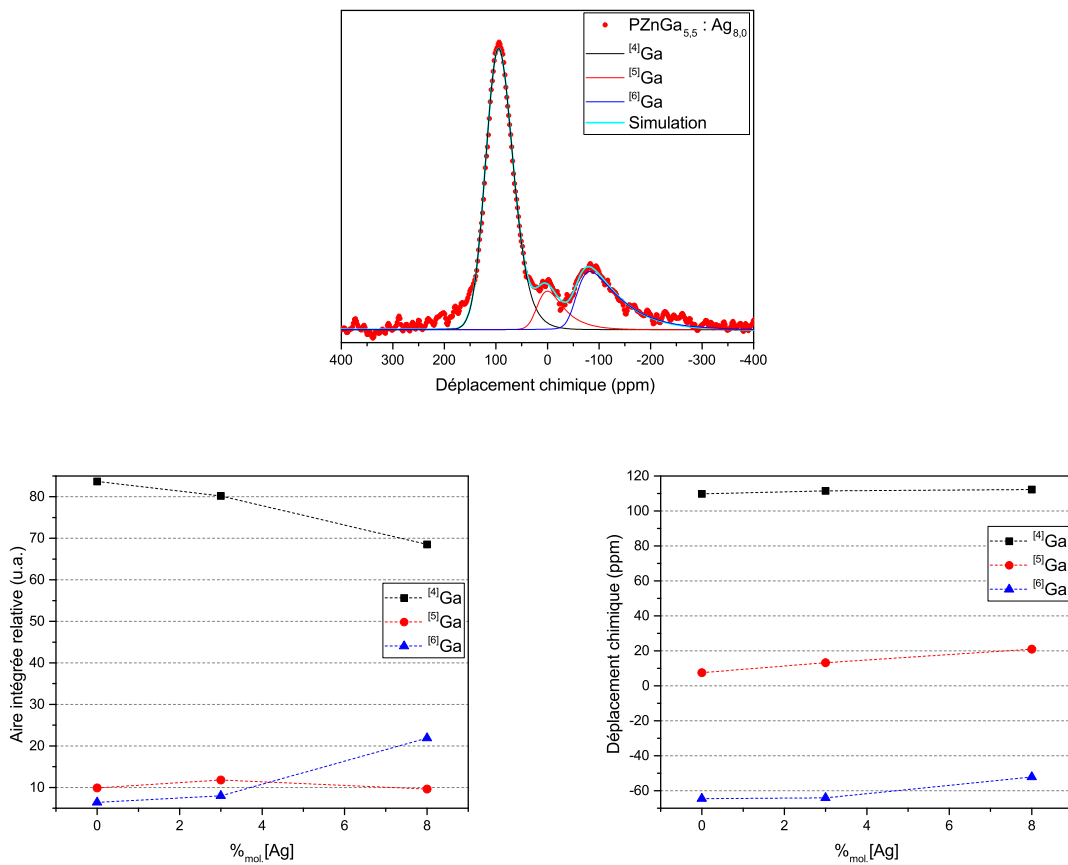 PZnGa5,5 : Ag8,0
[4]Ga
[5]Ga
[6]Ga
Simulation
400 300 200 100 0 -100 -200 -300 -400
Déplacement chimique (ppm)
80
70
60
50
40
30
20
10
Aire intégrée relative (u.a.)
[4]Ga
[5]Ga
[6]Ga
0 2 4 6 8
%mol.[Ag]
120
100
80
60
40
20
0
-20
-40
-60
Déplacement chimique (ppm)
[4]Ga
[5]Ga
[6]Ga
0 2 4 6 8
%mol.[Ag]